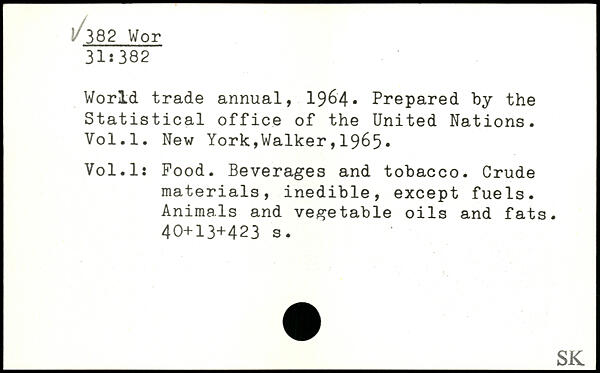 382 Wor
31:382
World trade annual, 1964. Prepared by the
Statistical office of the United Nations.
Vol.1. New York,Walker,1965.
Vol.1: Food. Beverages and tobacco. Crude
materials, inedible, except fuels.
Animals and vegetable oils and fats.
40+13+423 s.
SK